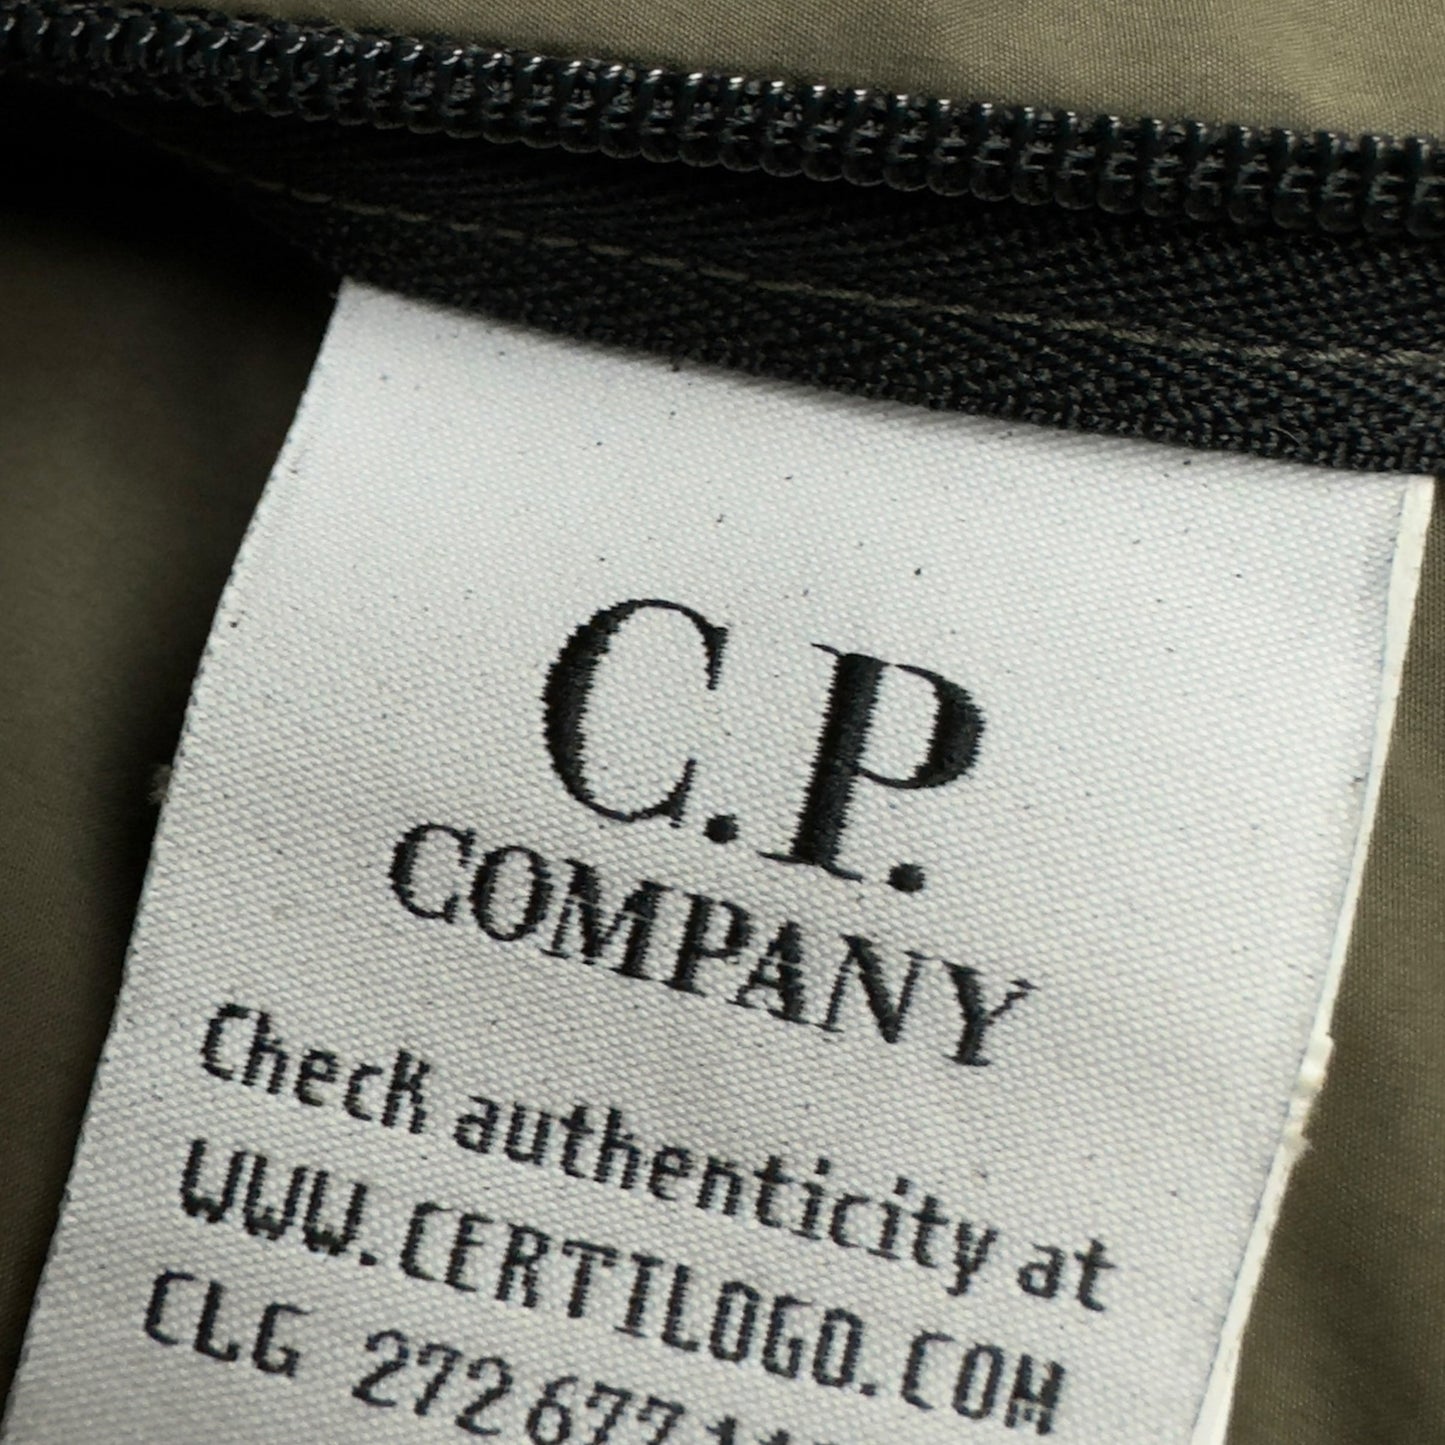 C.P.
COMPANY
Check authenticity at
WWW.CERTILOGO.COM
CLG 272 677